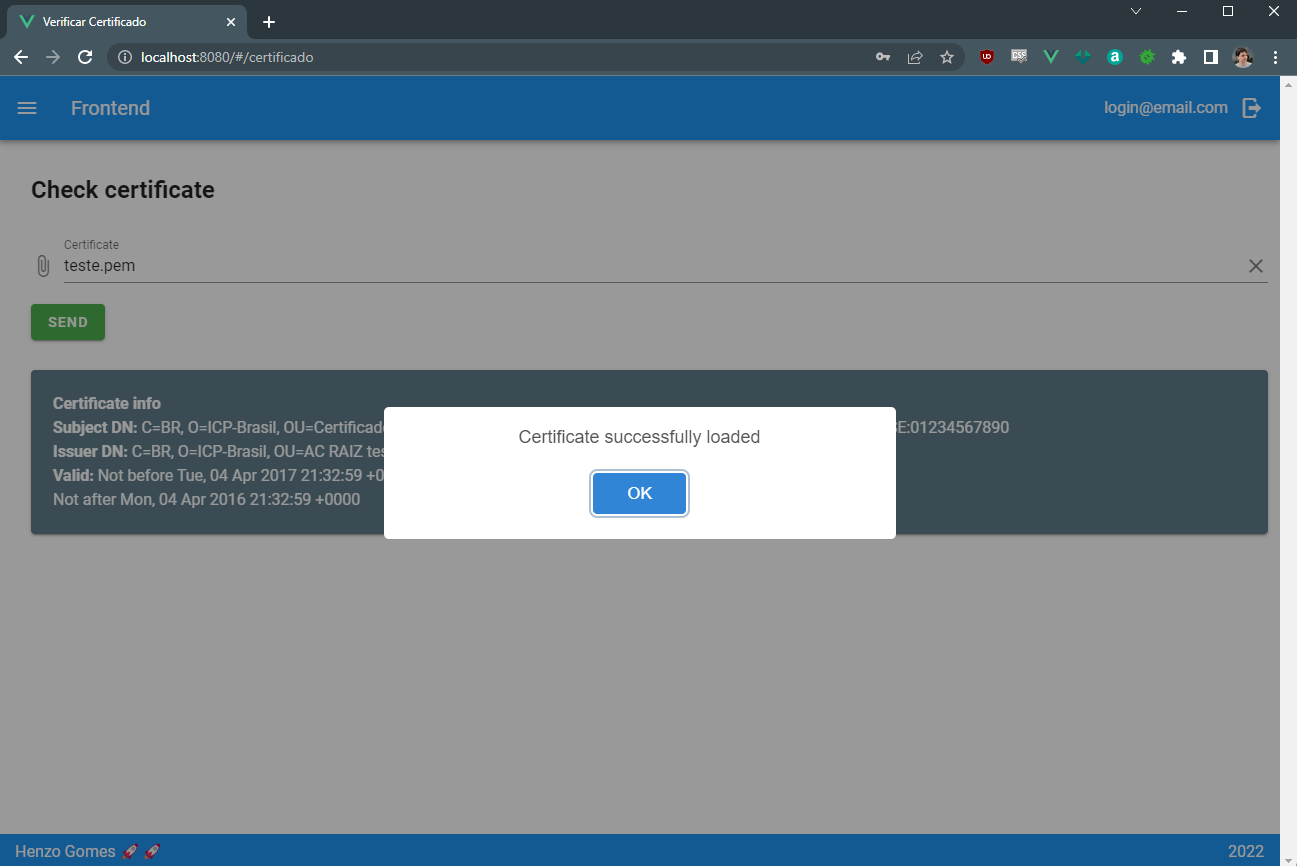 Verificar Certificado
localhost:8080/#/certificado
Frontend
login@email.com
Check certificate
Certificate
teste.pem
SEND
Certificate info
Subject DN: C=BR, O=ICP-Brasil, OU=Certificado E:01234567890
Issuer DN: C=BR, O=ICP-Brasil, OU=AC RAIZ tes
Valid: Not before Tue, 04 Apr 2017 21:32:59 +0
Not after Mon, 04 Apr 2016 21:32:59 +0000
Certificate successfully loaded
OK
Henzo Gomes 🚀 🚀
2022